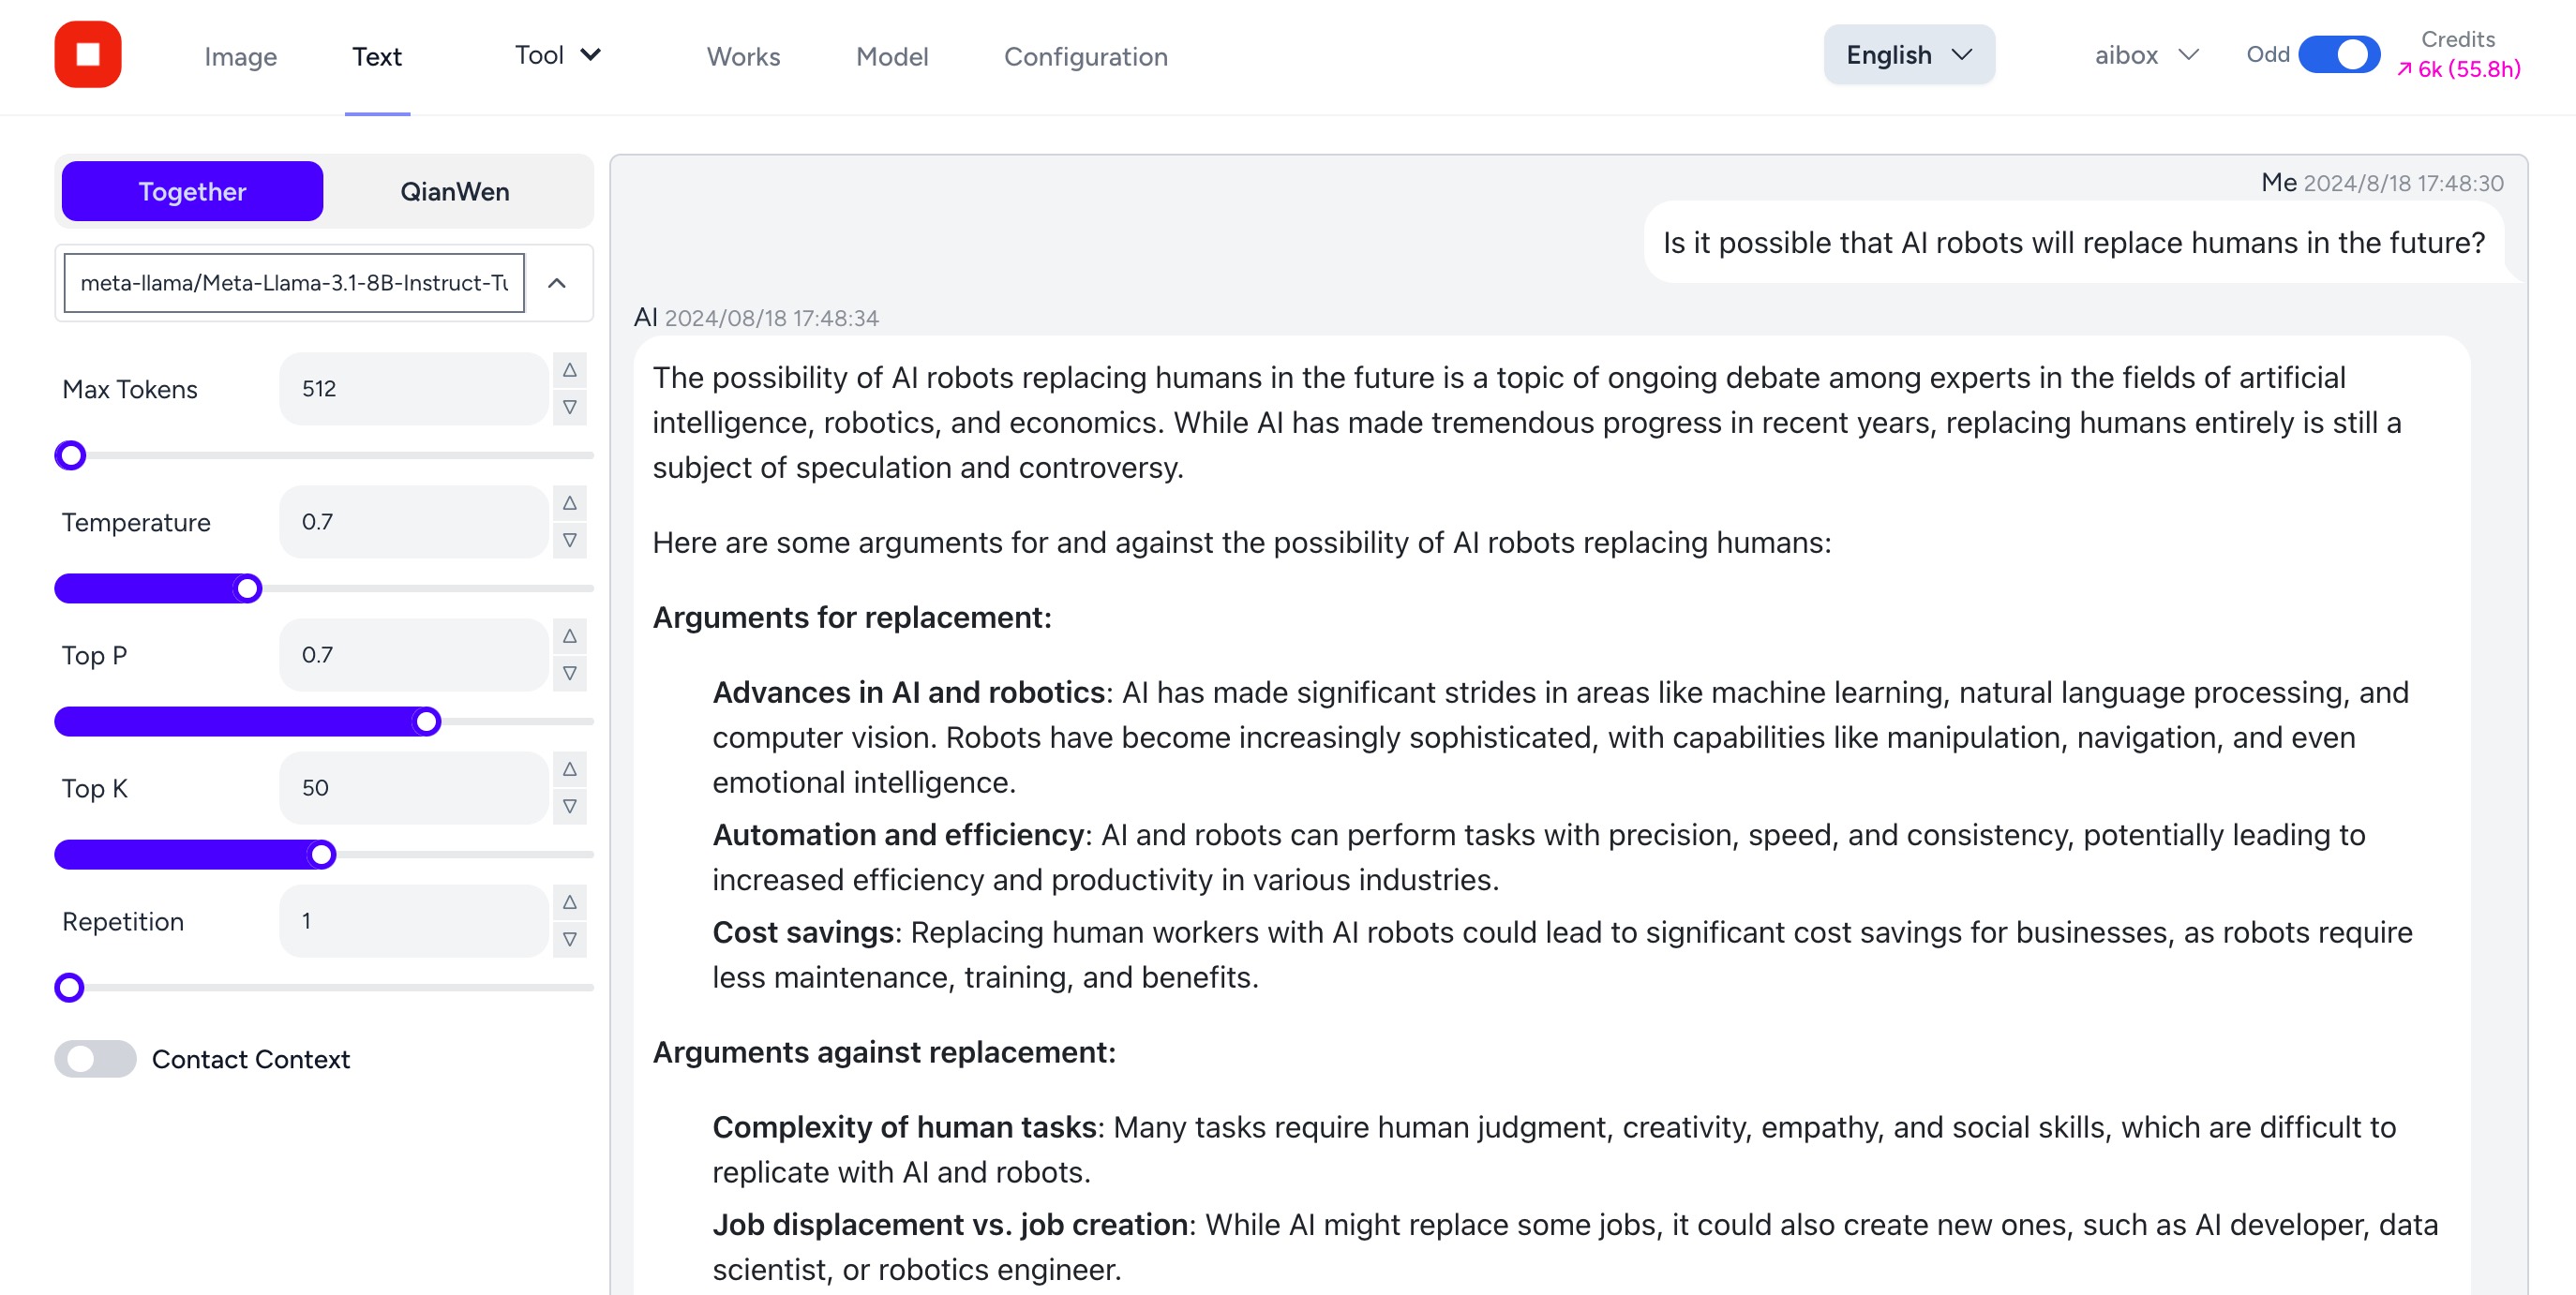 Image
Text
Tool
Works
Model
Configuration
English
aibox
Odd
Credits
6k (55.8h)
Together
QianWen
meta-llama/Meta-Llama-3.1-8B-Instruct-Tu
Max Tokens
512
Temperature
0.7
Top P
0.7
Top K
50
Repetition
1
Contact Context
Me 2024/8/18 17:48:30
Is it possible that AI robots will replace humans in the future?
AI 2024/08/18 17:48:34
The possibility of AI robots replacing humans in the future is a topic of ongoing debate among experts in the fields of artificial
intelligence, robotics, and economics. While AI has made tremendous progress in recent years, replacing humans entirely is still a
subject of speculation and controversy.
Here are some arguments for and against the possibility of AI robots replacing humans:
Arguments for replacement:
Advances in AI and robotics: AI has made significant strides in areas like machine learning, natural language processing, and
computer vision. Robots have become increasingly sophisticated, with capabilities like manipulation, navigation, and even
emotional intelligence.
Automation and efficiency: AI and robots can perform tasks with precision, speed, and consistency, potentially leading to
increased efficiency and productivity in various industries.
Cost savings: Replacing human workers with AI robots could lead to significant cost savings for businesses, as robots require
less maintenance, training, and benefits.
Arguments against replacement:
Complexity of human tasks: Many tasks require human judgment, creativity, empathy, and social skills, which are difficult to
replicate with AI and robots.
Job displacement vs. job creation: While AI might replace some jobs, it could also create new ones, such as AI developer, data
scientist, or robotics engineer.